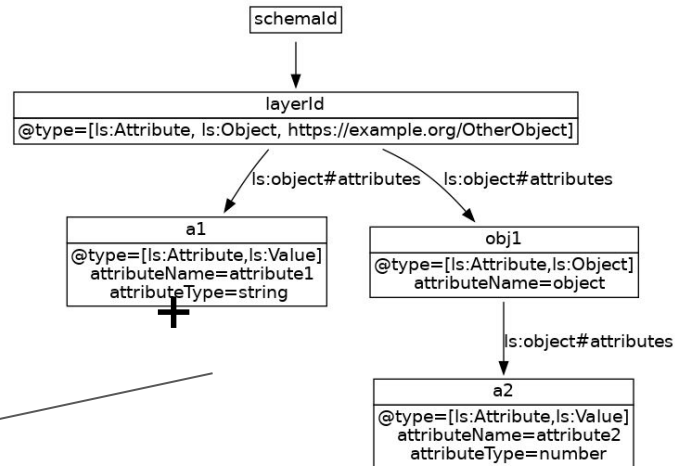 schemaId
layerId
@type=[ls:Attribute, ls:Object, https://example.org/OtherObject]
ls:object#attributes
ls:object#attributes
a1
@type=[ls:Attribute,ls:Value]
attributeName=attribute1
attributeType=string
obj1
@type=[ls:Attribute,ls:Object]
attributeName=object
ls:object#attributes
a2
@type=[ls:Attribute,ls:Value]
attributeName=attribute2
attributeType=number